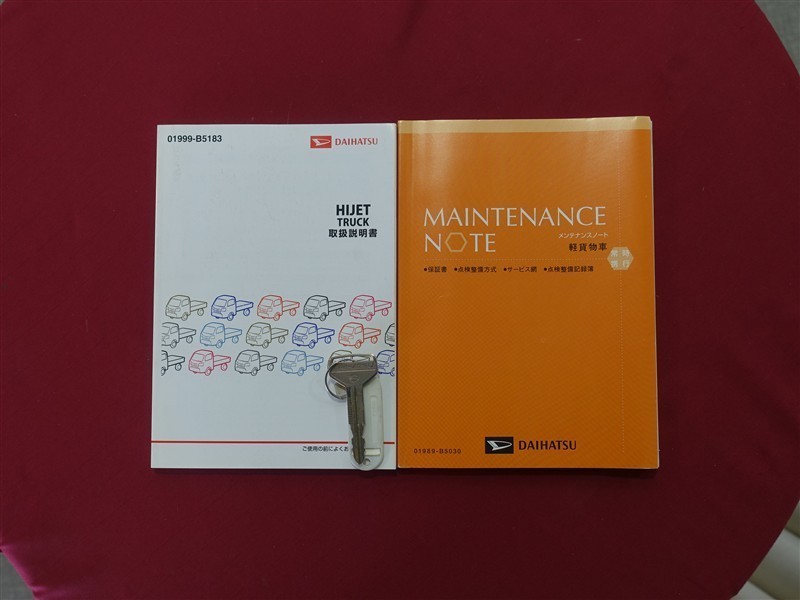 01999-B5183
DAIHATSU
HIJET
TRUCK
取扱説明書
ご使用の前によくお
MAINTENANCE
NOTE
メンテナンスノート
軽貨物車
•保証書 •点検整備方式 •サービス網 •点検整備記録簿
01989-B5030
DAIHATSU